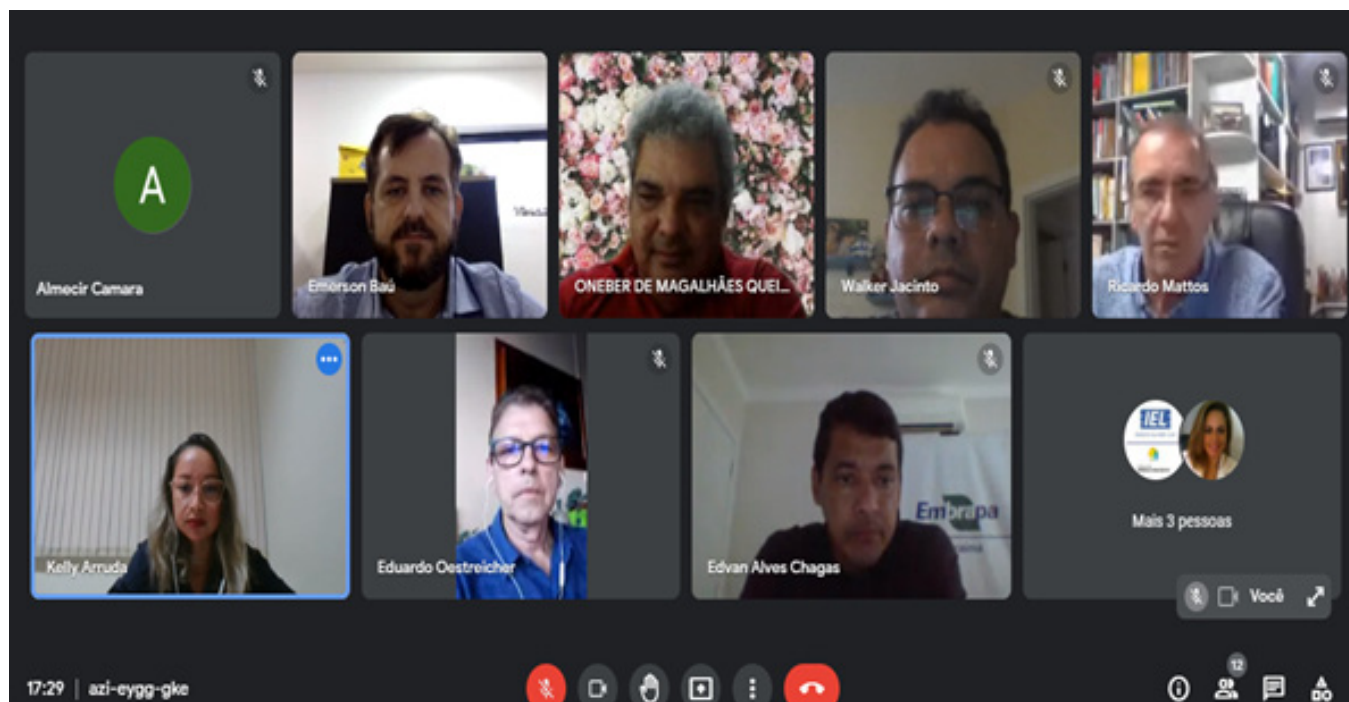 A
Almecir Camara
Emerson Baú
ONEBER DE MAGALHÃES QUEI...
Walker Jacinto
Ricardo Mattos
Kelly Arruda
Eduardo Oestreicher
Embrapa
Edvan Alves Chagas
IEL
Mais 3 pessoas
Você
17:29 | azi-eygg-gke
12